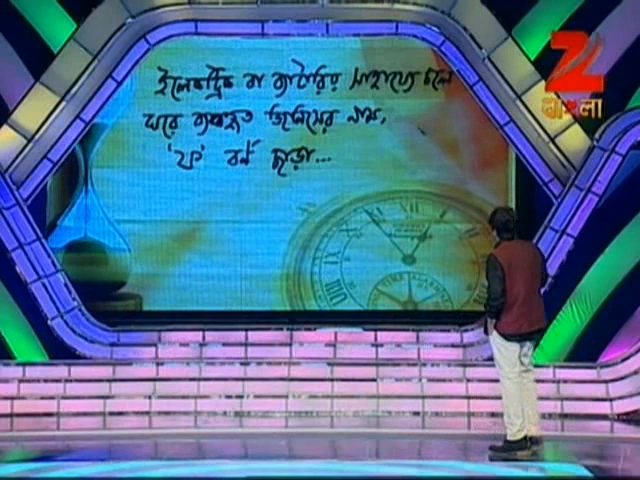 ইলেকট্রিক বা ব্যাটারির সাহায্যে চলে
ঘরে ব্যবহৃত জিনিসের নাম,
'ফ' বর্ণ ছাড়া...
Z
বাংলা